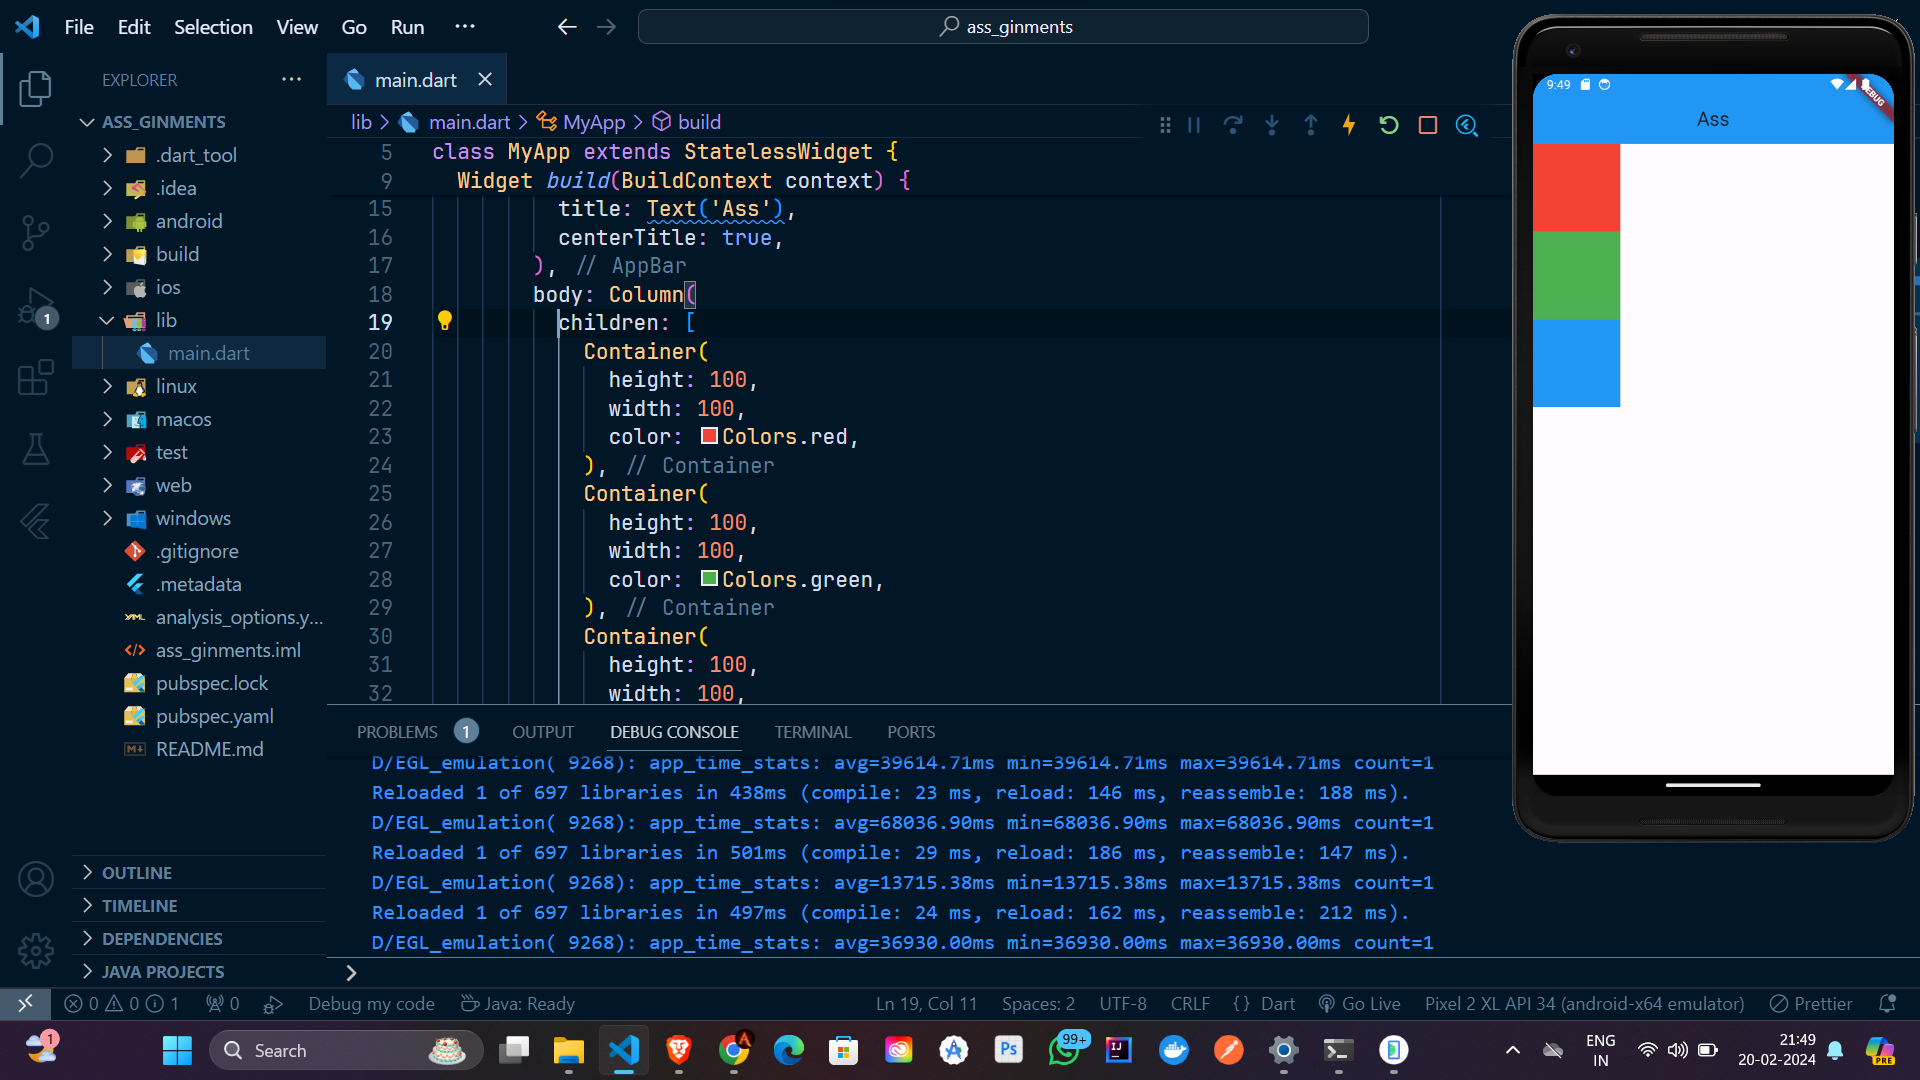 File Edit Selection View Go Run ···
ass_ginments
EXPLORER ···
ASS_GINMENTS
.dart_tool
.idea
android
build
ios
lib
main.dart
linux
macos
test
web
windows
.gitignore
.metadata
analysis_options.y...
ass_ginments.iml
pubspec.lock
pubspec.yaml
README.md
OUTLINE
TIMELINE
DEPENDENCIES
JAVA PROJECTS
1
main.dart
lib > main.dart > MyApp > build
5 class MyApp extends StatelessWidget {
9 Widget build(BuildContext context) {
15 title: Text('Ass'),
16 centerTitle: true,
17 ), // AppBar
18 body: Column(
19 children: [
20 Container(
21 height: 100,
22 width: 100,
23 color: Colors.red,
24 ), // Container
25 Container(
26 height: 100,
27 width: 100,
28 color: Colors.green,
29 ), // Container
30 Container(
31 height: 100,
32 width: 100,
PROBLEMS 1 OUTPUT DEBUG CONSOLE TERMINAL PORTS
D/EGL_emulation( 9268): app_time_stats: avg=39614.71ms min=39614.71ms max=39614.71ms count=1
Reloaded 1 of 697 libraries in 438ms (compile: 23 ms, reload: 146 ms, reassemble: 188 ms).
D/EGL_emulation( 9268): app_time_stats: avg=68036.90ms min=68036.90ms max=68036.90ms count=1
Reloaded 1 of 697 libraries in 501ms (compile: 29 ms, reload: 186 ms, reassemble: 147 ms).
D/EGL_emulation( 9268): app_time_stats: avg=13715.38ms min=13715.38ms max=13715.38ms count=1
Reloaded 1 of 697 libraries in 497ms (compile: 24 ms, reload: 162 ms, reassemble: 212 ms).
D/EGL_emulation( 9268): app_time_stats: avg=36930.00ms min=36930.00ms max=36930.00ms count=1
>
9:49
DEBUG
Ass
0 0 1 0 Debug my code Java: Ready Ln 19, Col 11 Spaces: 2 UTF-8 CRLF {} Dart Go Live Pixel 2 XL API 34 (android-x64 emulator) Prettier
1
Search
A
Ps
99+
IJ
ENG
IN
21:49
20-02-2024
PRE